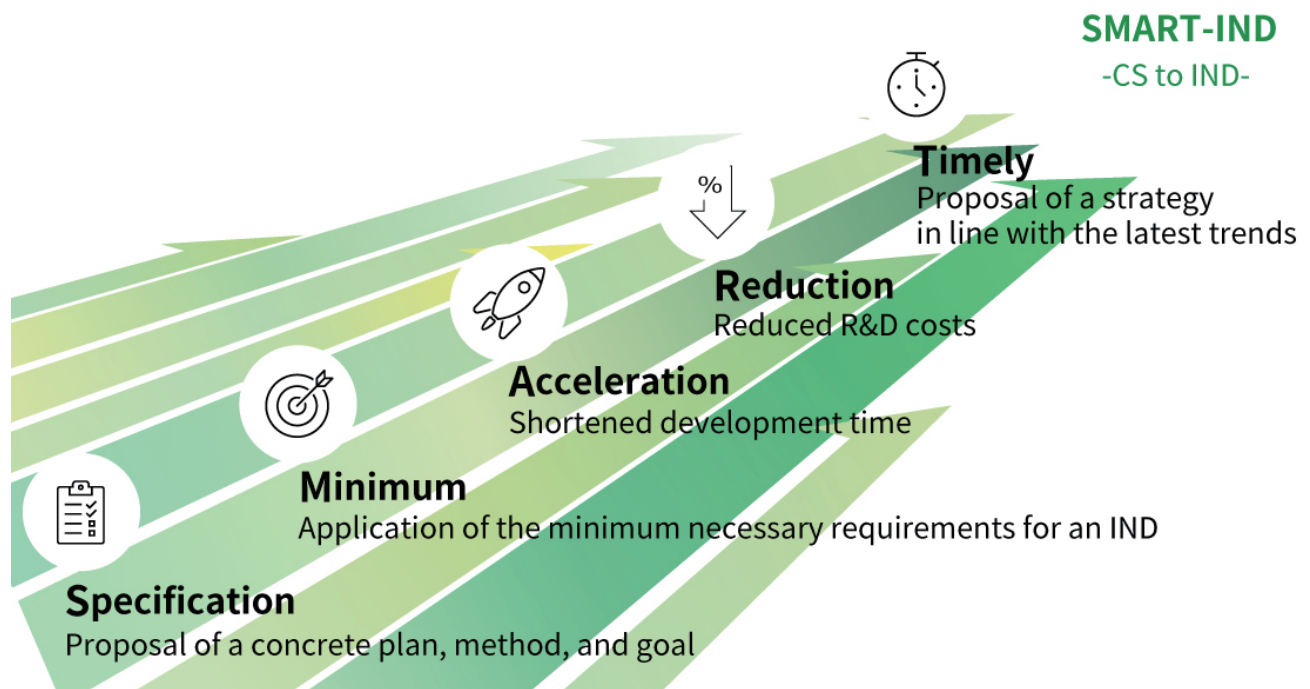 SMART-IND
-CS to IND-
Timely
Proposal of a strategy
in line with the latest trends
%
Reduction
Reduced R&D costs
Acceleration
Shortened development time
Minimum
Application of the minimum necessary requirements for an IND
Specification
Proposal of a concrete plan, method, and goal